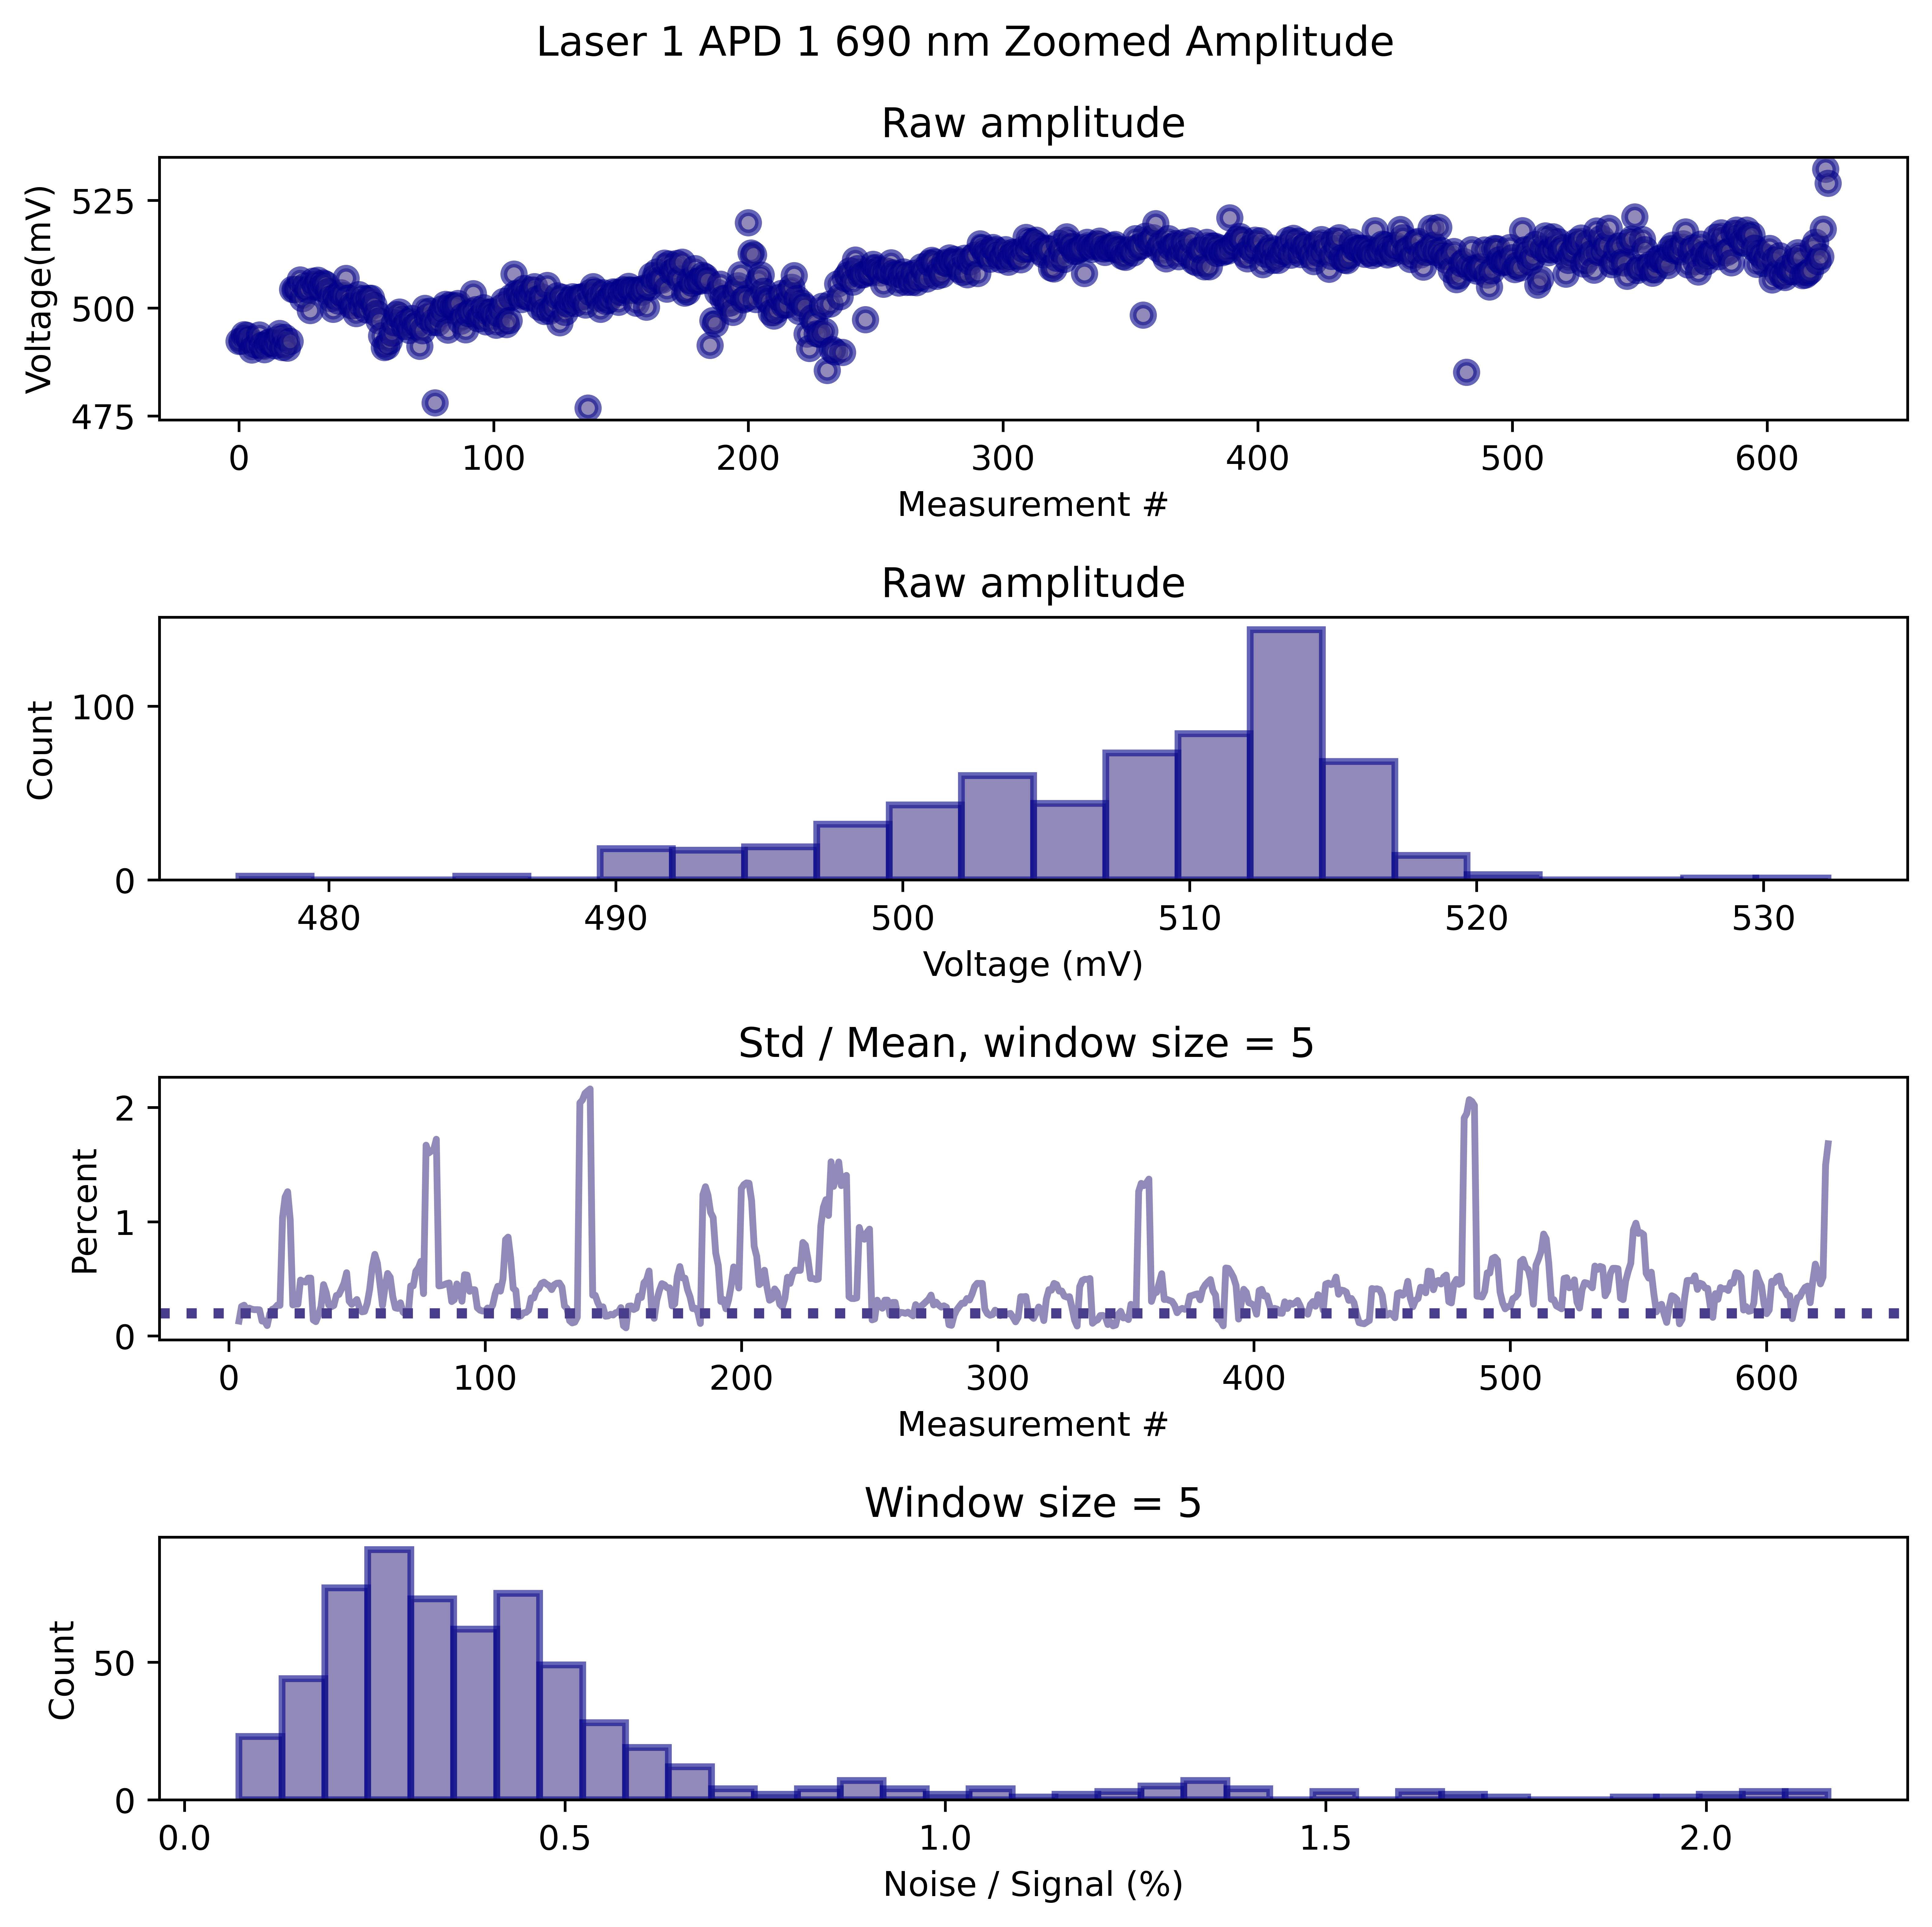 Laser 1 APD 1 690 nm Zoomed Amplitude
Raw amplitude
Voltage(mV)
525
500
475
0 100 200 300 400 500 600
Measurement #
Raw amplitude
Count
100
0
480 490 500 510 520 530
Voltage (mV)
Std / Mean, window size = 5
Percent
2
1
0
0 100 200 300 400 500 600
Measurement #
Window size = 5
Count
50
0
0.0 0.5 1.0 1.5 2.0
Noise / Signal (%)